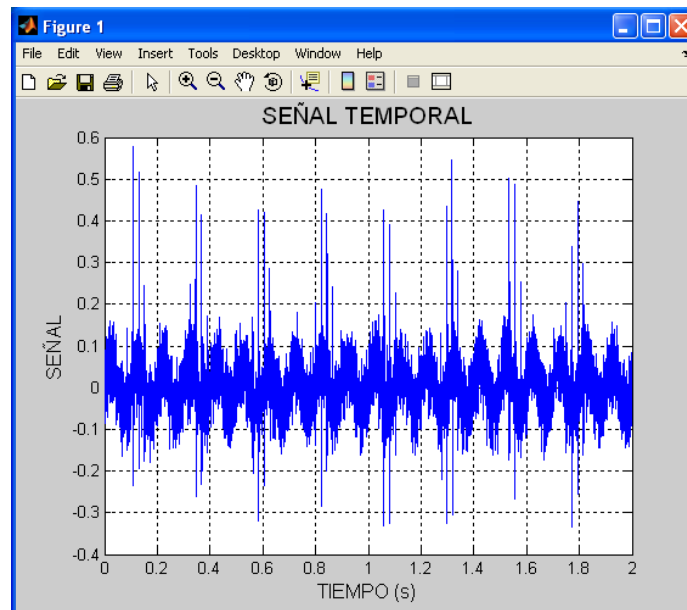 Figure 1
File Edit View Insert Tools Desktop Window Help
SEÑAL TEMPORAL
0.6
0.5
0.4
0.3
0.2
0.1
0
-0.1
-0.2
-0.3
-0.4
SEÑAL
0 0.2 0.4 0.6 0.8 1 1.2 1.4 1.6 1.8 2
TIEMPO (s)